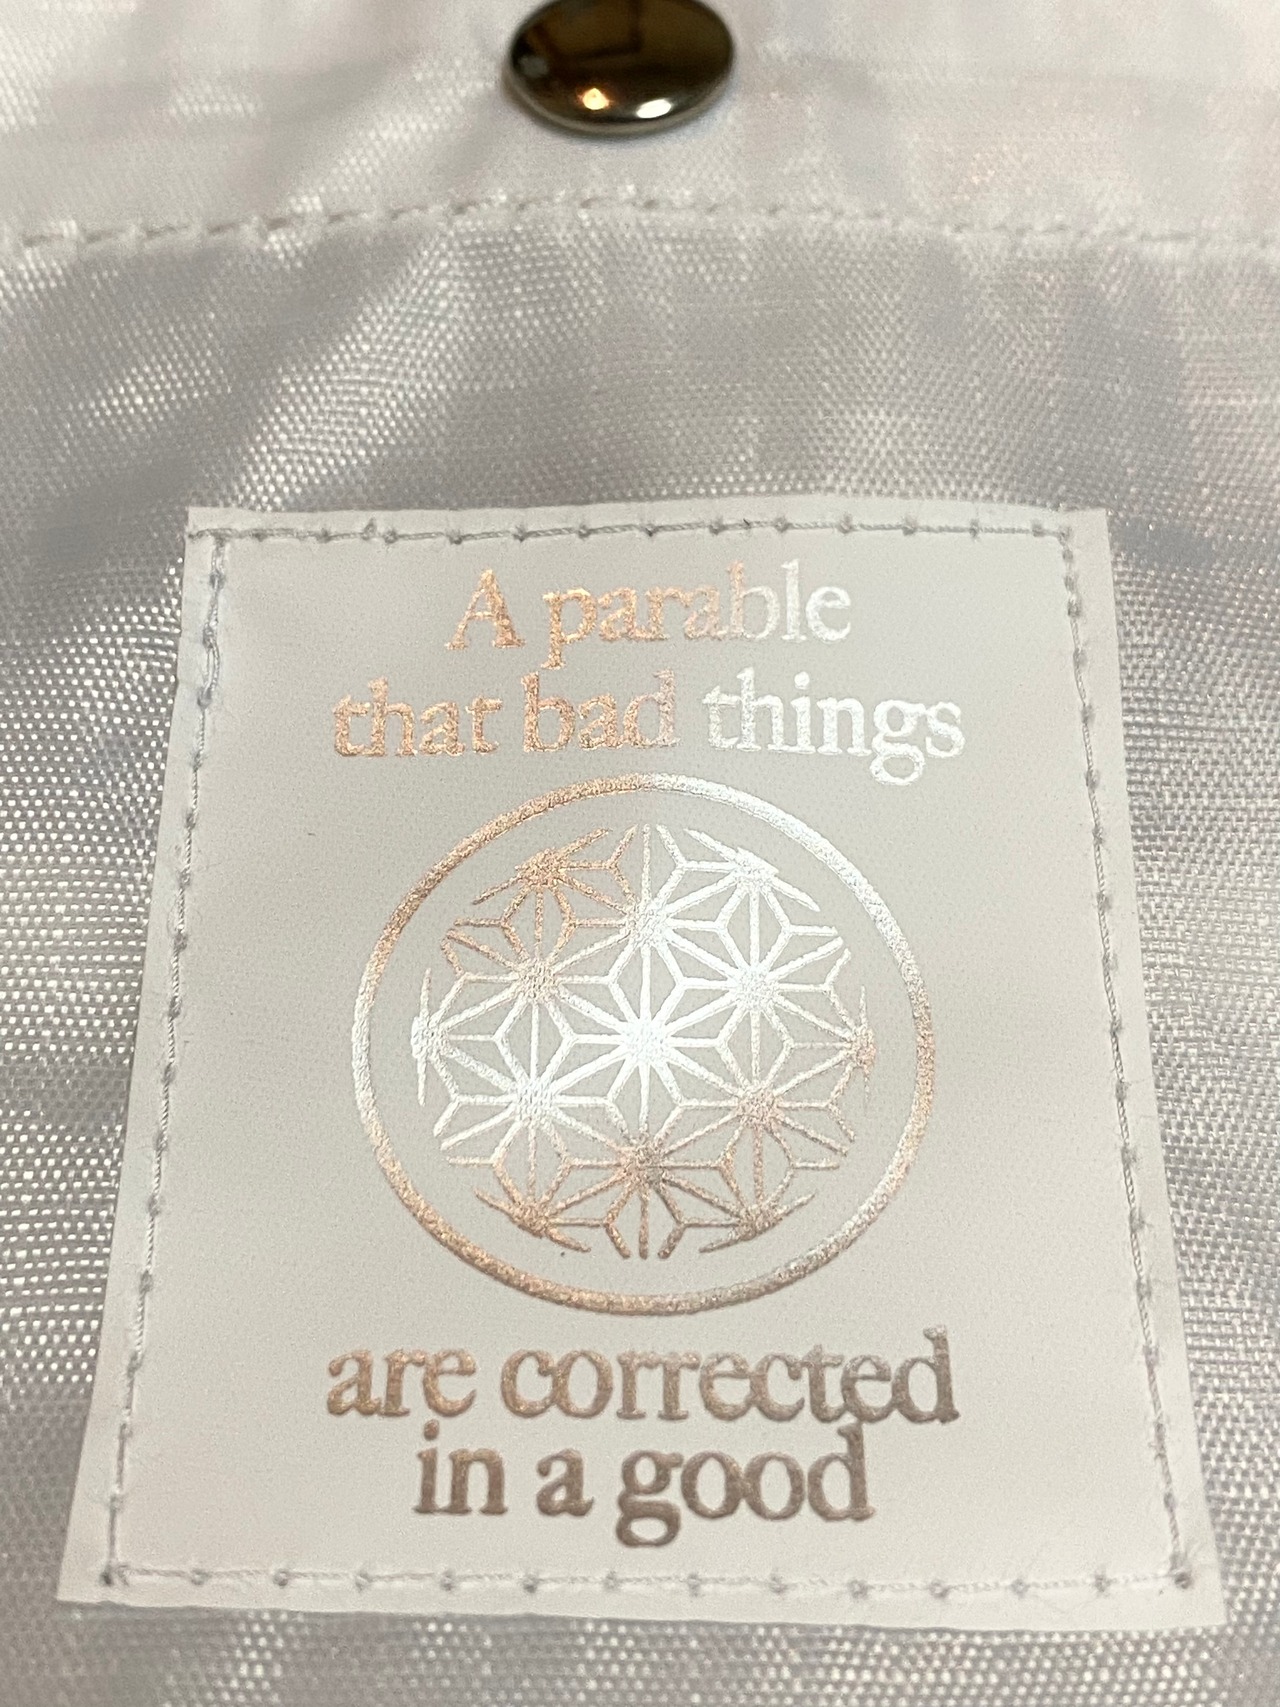 A parable
that bad things
are corrected
in a good